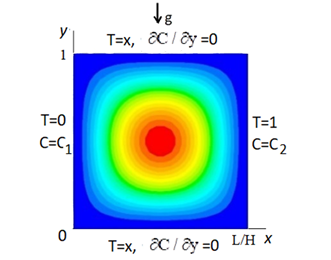 g
y
T=x, ∂C / ∂y =0
1
T=0
C=C₁
T=1
C=C₂
0
T=x, ∂C / ∂y =0
L/H x